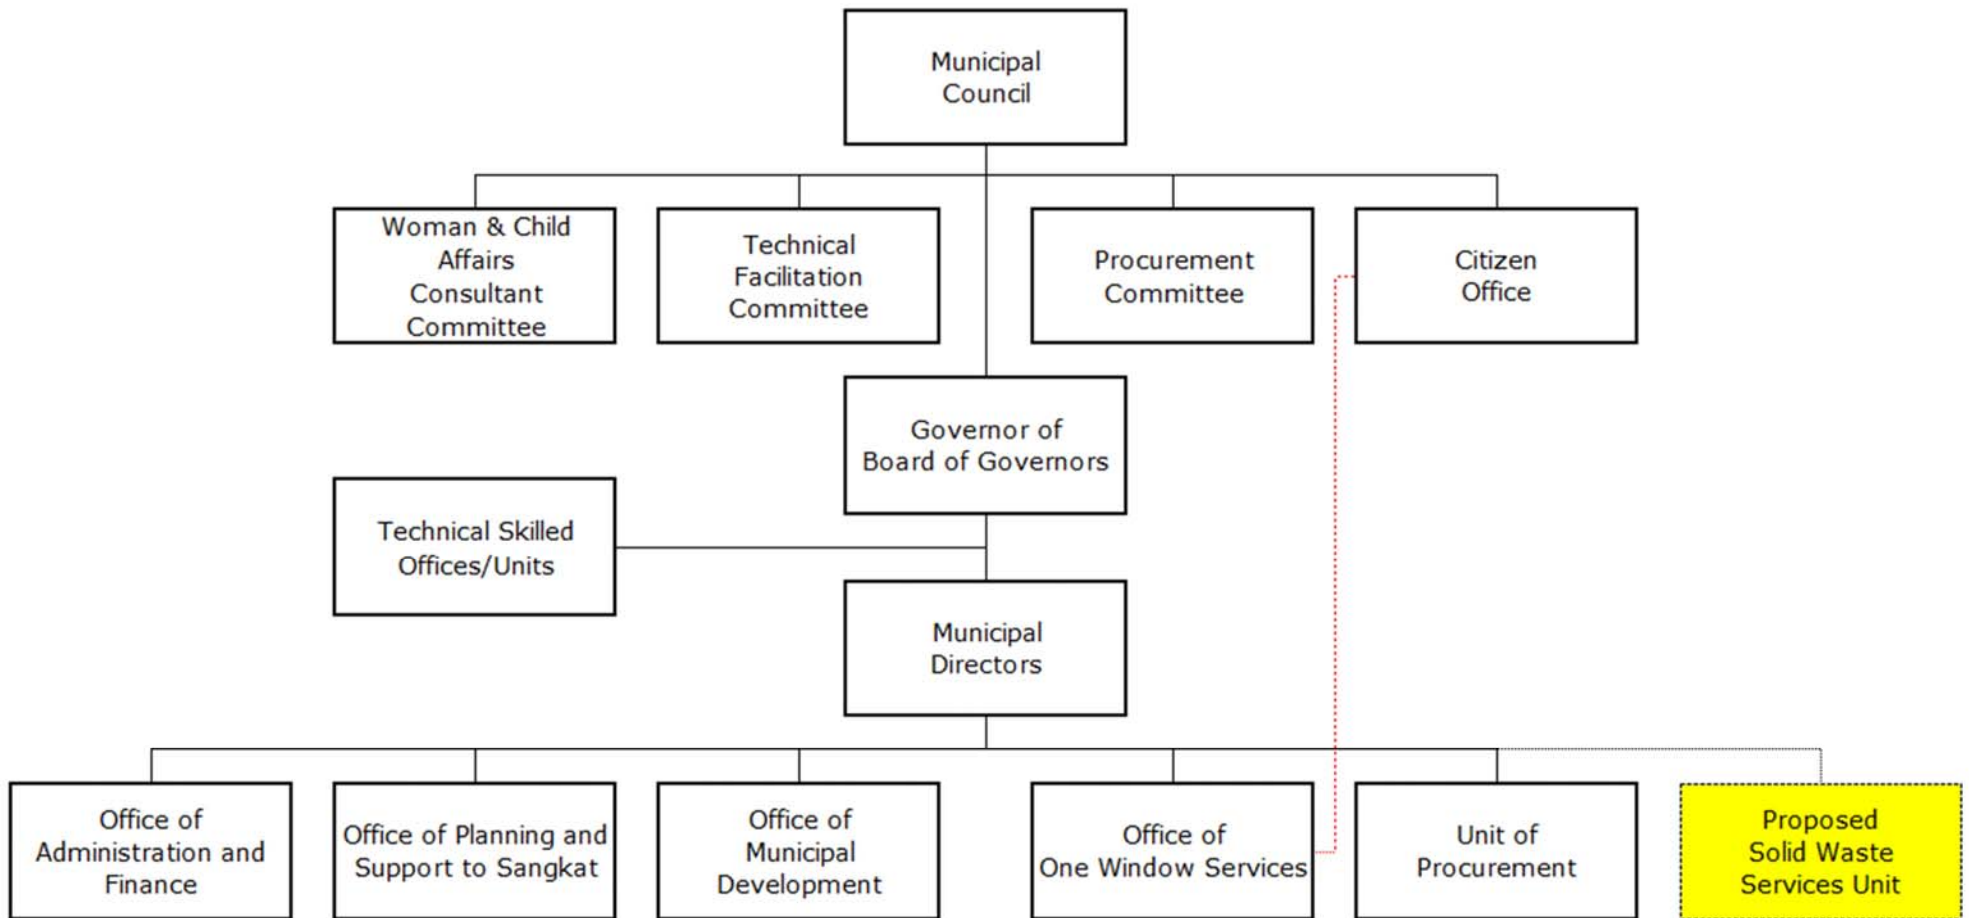 Municipal
Council
Woman & Child
Affairs
Consultant
Committee
Technical
Facilitation
Committee
Procurement
Committee
Citizen
Office
Governor of
Board of Governors
Technical Skilled
Offices/Units
Municipal
Directors
Office of
Administration and
Finance
Office of Planning and
Support to Sangkat
Office of
Municipal
Development
Office of
One Window Services
Unit of
Procurement
Proposed
Solid Waste
Services Unit